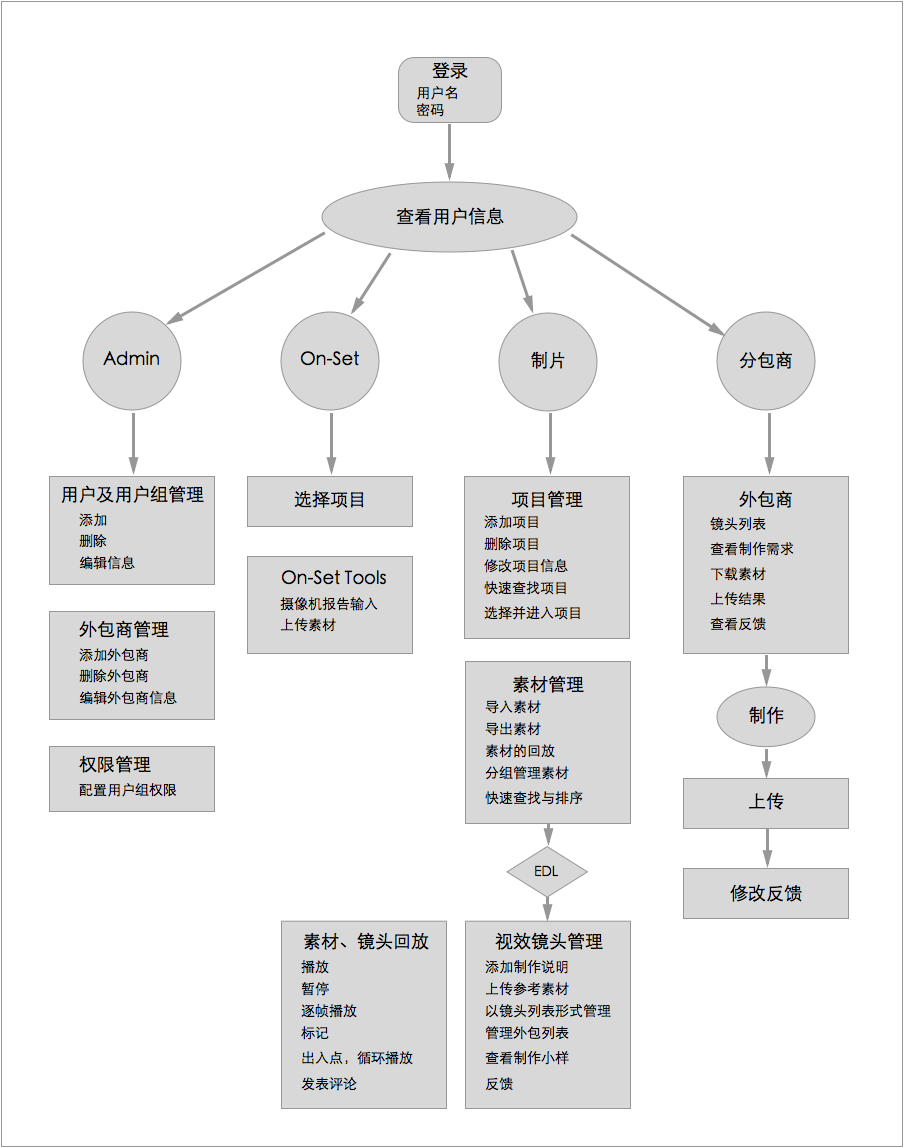 登录
用户名
密码
查看用户信息
Admin
On-Set
制片
分包商
用户及用户组管理
添加
删除
编辑信息
外包商管理
添加外包商
删除外包商
编辑外包商信息
权限管理
配置用户组权限
选择项目
On-Set Tools
摄像机报告输入
上传素材
项目管理
添加项目
删除项目
修改项目信息
快速查找项目
选择并进入项目
素材管理
导入素材
导出素材
素材的回放
分组管理素材
快速查找与排序
EDL
素材、镜头回放
播放
暂停
逐帧播放
标记
出入点，循环播放
发表评论
视效镜头管理
添加制作说明
上传参考素材
以镜头列表形式管理
管理外包列表
查看制作小样
反馈
外包商
镜头列表
查看制作需求
下载素材
上传结果
查看反馈
制作
上传
修改反馈